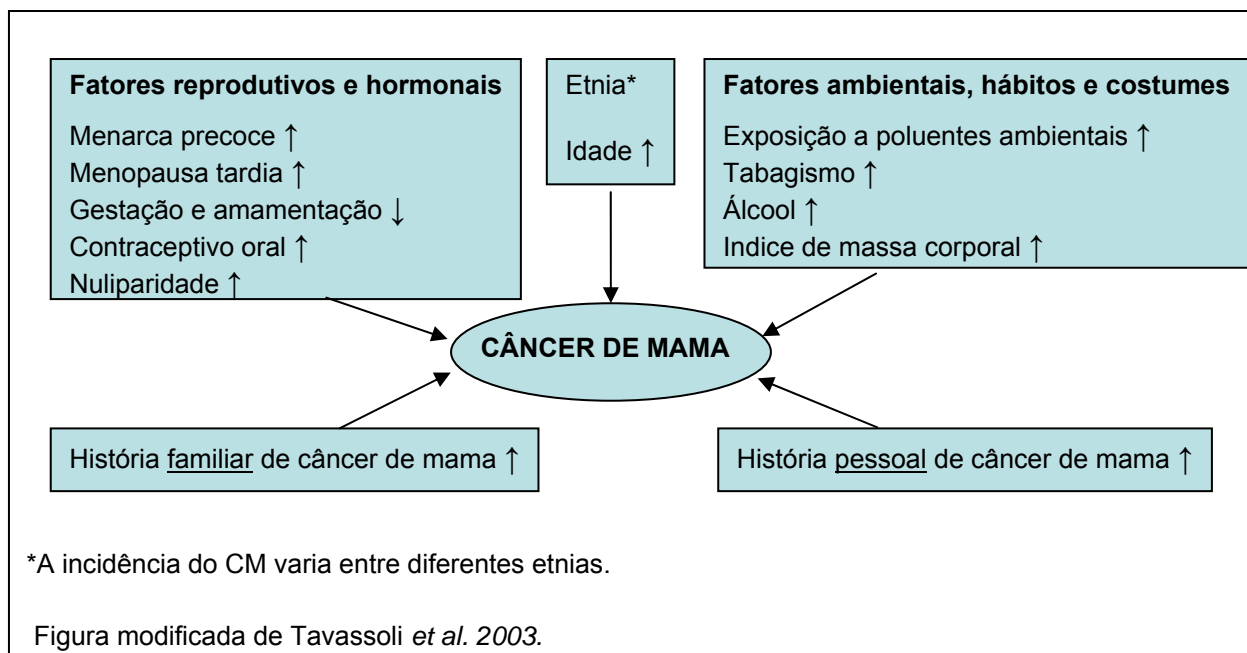 Fatores reprodutivos e hormonais
Menarca precoce ↑
Menopausa tardia ↑
Gestação e amamentação ↓
Contraceptivo oral ↑
Nuliparidade ↑
Etnia*
Idade ↑
Fatores ambientais, hábitos e costumes
Exposição a poluentes ambientais ↑
Tabagismo ↑
Álcool ↑
Indice de massa corporal ↑
CÂNCER DE MAMA
História familiar de câncer de mama ↑
História pessoal de câncer de mama ↑
*A incidência do CM varia entre diferentes etnias.
Figura modificada de Tavassoli et al. 2003.